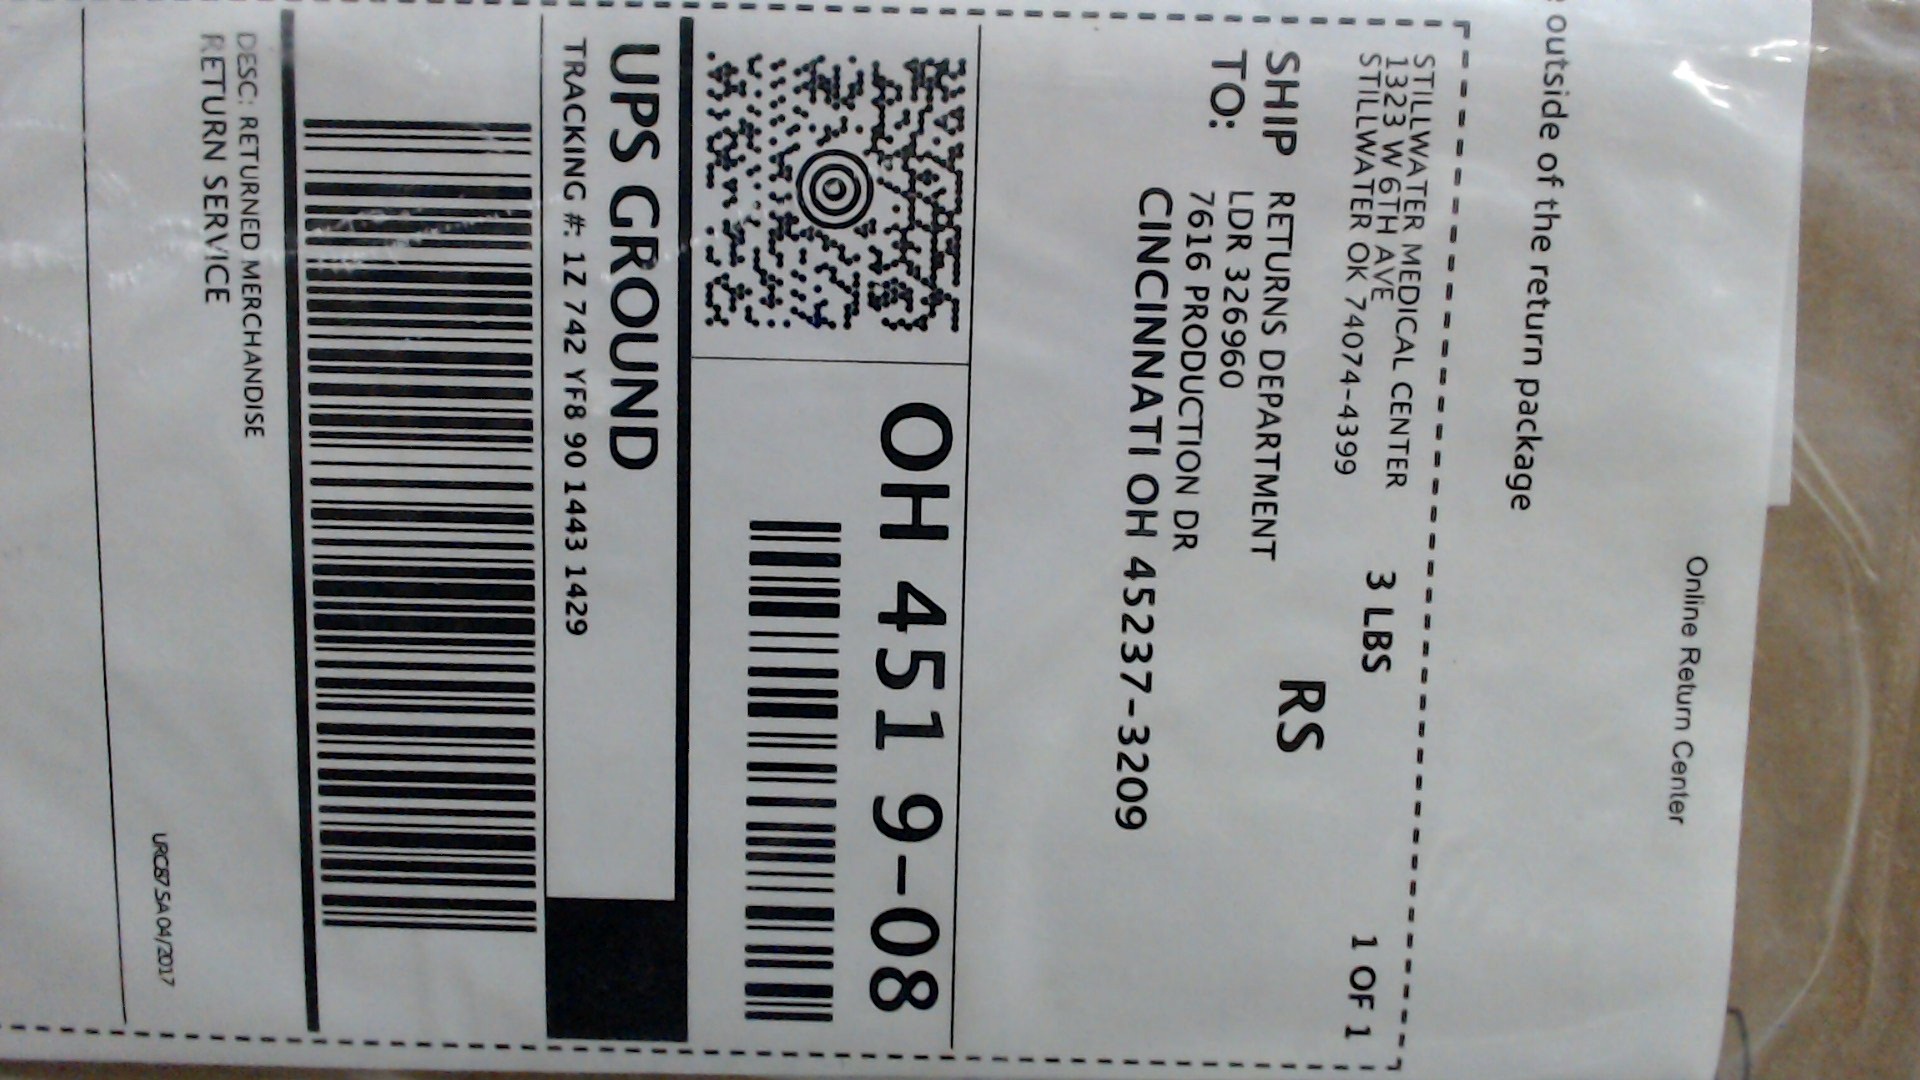 Online Return Center
outside of the return package
STILLWATER MEDICAL CENTER
1323 W 6TH AVE
STILLWATER OK 74074-4399
3 LBS
1 OF 1
RS
SHIP
TO:
RETURNS DEPARTMENT
LDR 326960
7616 PRODUCTION DR
CINCINNATI OH 45237-3209
OH 451 9-08
UPS GROUND
TRACKING #: 1Z 742 YF8 90 1443 1429
DESC: RETURNED MERCHANDISE
RETURN SERVICE
URCB7.5A 04/2017